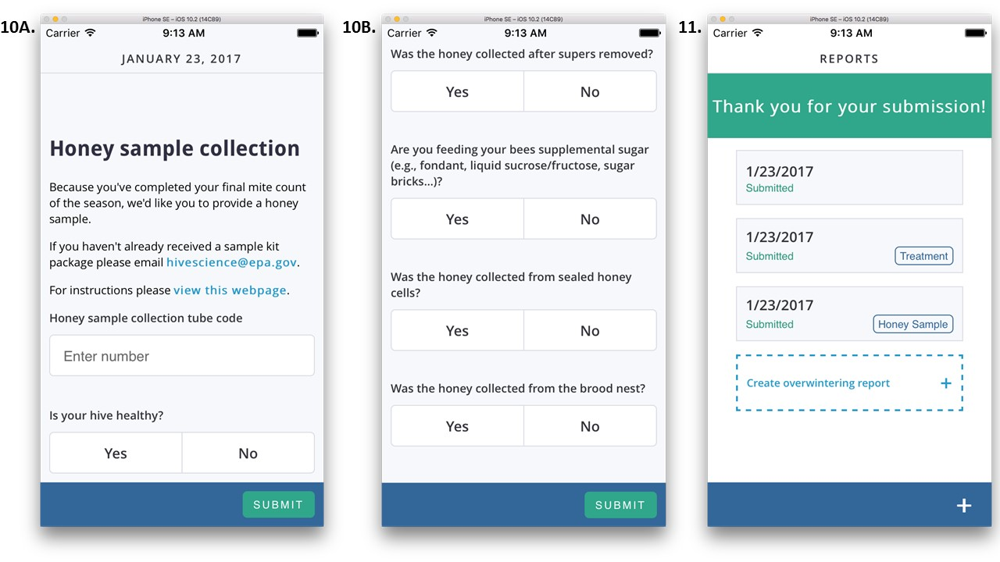 10A.
iPhone SE – iOS 10.2 (14C89)
Carrier
9:13 AM
JANUARY 23, 2017
Honey sample collection
Because you've completed your final mite count
of the season, we'd like you to provide a honey
sample.
If you haven't already received a sample kit
package please email hivescience@epa.gov.
For instructions please view this webpage.
Honey sample collection tube code
Enter number
Is your hive healthy?
Yes No
SUBMIT
10B.
iPhone SE – iOS 10.2 (14C89)
Carrier
9:13 AM
Was the honey collected after supers removed?
Yes No
Are you feeding your bees supplemental sugar
(e.g., fondant, liquid sucrose/fructose, sugar
bricks...)?
Yes No
Was the honey collected from sealed honey
cells?
Yes No
Was the honey collected from the brood nest?
Yes No
SUBMIT
11.
iPhone SE – iOS 10.2 (14C89)
Carrier
9:13 AM
REPORTS
Thank you for your submission!
1/23/2017
Submitted
1/23/2017
Submitted Treatment
1/23/2017
Submitted Honey Sample
Create overwintering report +
+